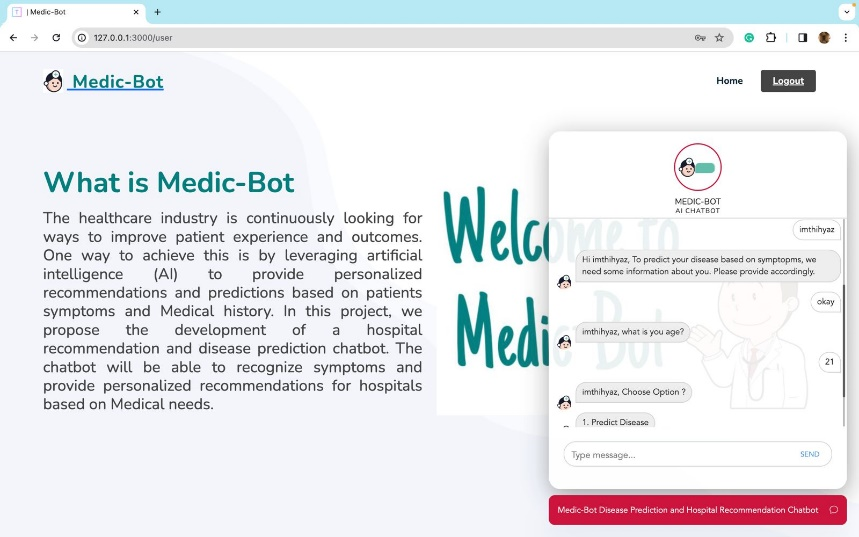 | Medic-Bot
127.0.0.1:3000/user
Medic-Bot
Home
Logout
What is Medic-Bot
The healthcare industry is continuously looking for
ways to improve patient experience and outcomes.
One way to achieve this is by leveraging artificial
intelligence (AI) to provide personalized
recommendations and predictions based on patients
symptoms and Medical history. In this project, we
propose the development of a hospital
recommendation and disease prediction chatbot. The
chatbot will be able to recognize symptoms and
provide personalized recommendations for hospitals
based on Medical needs.
Welcome to
Medic Bot
MEDIC-BOT
AI CHATBOT
imthihyaz
Hi imthihyaz, To predict your disease based on symptopms, we
need some information about you. Please provide accordingly.
okay
imthihyaz, what is you age?
21
imthihyaz, Choose Option ?
1. Predict Disease
Type message...
SEND
Medic-Bot Disease Prediction and Hospital Recommendation Chatbot